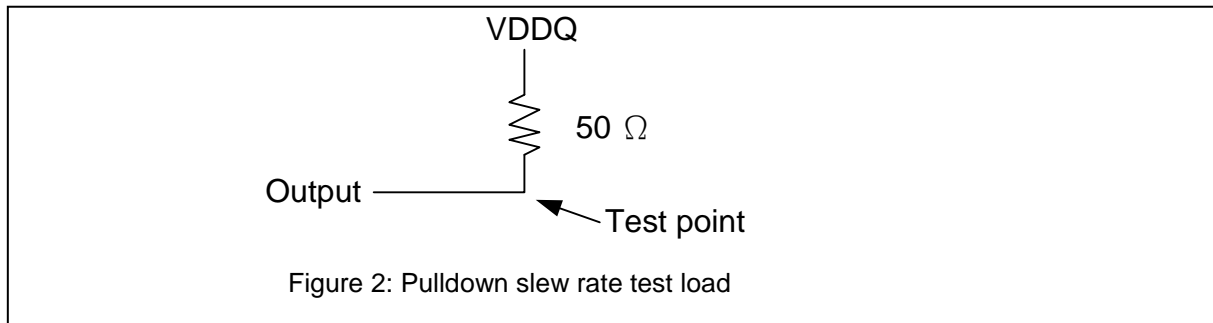 VDDQ
50 Ω
Output
Test point
Figure 2: Pulldown slew rate test load